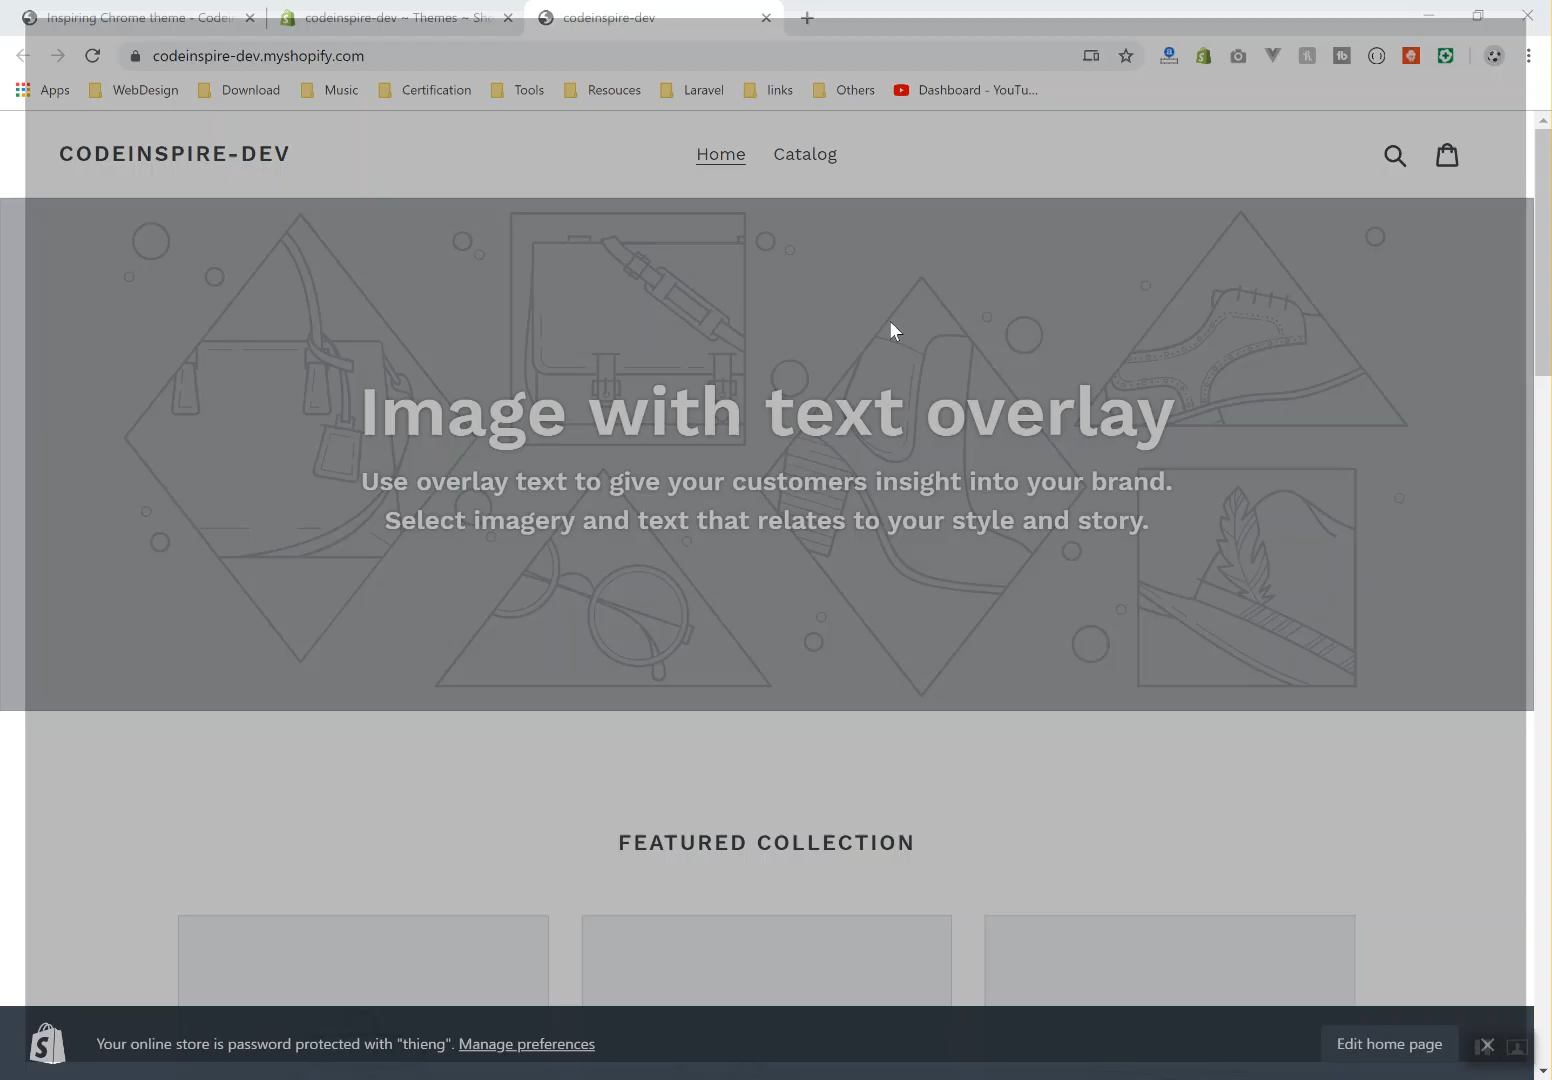 Inspiring Chrome theme - Codei
codeinspire-dev ~ Themes ~ Sho
codeinspire-dev
codeinspire-dev.myshopify.com
Apps WebDesign Download Music Certification Tools Resouces Laravel links Others Dashboard - YouTu...
CODEINSPIRE-DEV
Home Catalog
Image with text overlay
Use overlay text to give your customers insight into your brand.
Select imagery and text that relates to your style and story.
FEATURED COLLECTION
Your online store is password protected with "thieng". Manage preferences
Edit home page